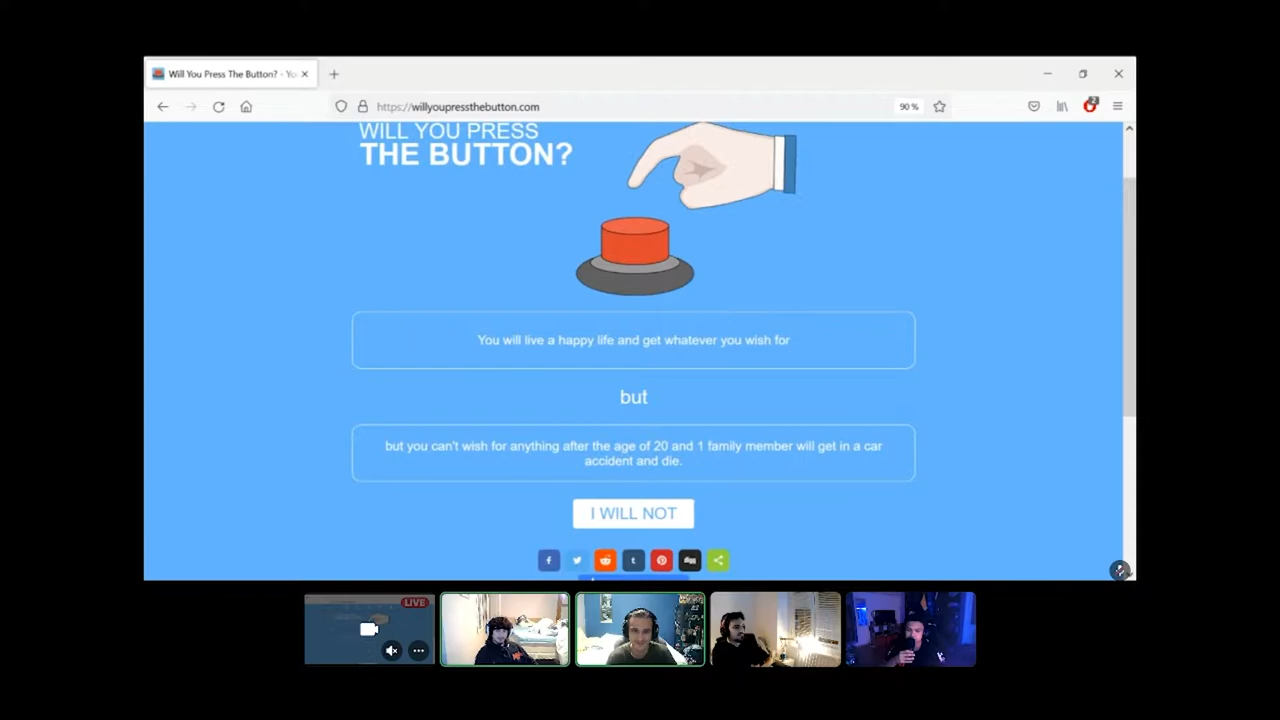 Will You Press The Button? - Yo
https://willyoupressthebutton.com
90 %
2
WILL YOU PRESS
THE BUTTON?
You will live a happy life and get whatever you wish for
but
but you can't wish for anything after the age of 20 and 1 family member will get in a car
accident and die.
I WILL NOT
LIVE